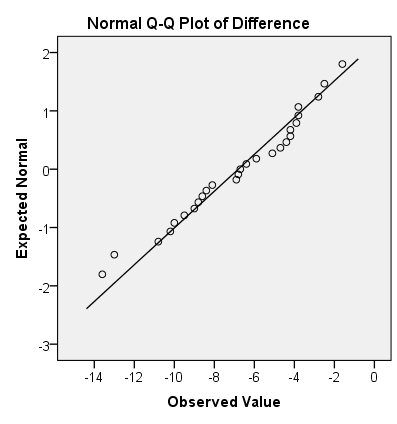 Normal Q-Q Plot of Difference
Expected Normal
2
1
0
-1
-2
-3
-14 -12 -10 -8 -6 -4 -2 0
Observed Value